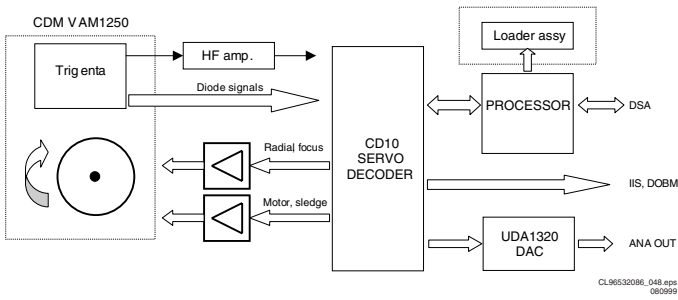 CDM VAM1250
Trigenta
HF amp.
Diode signals
Radial, focus
Motor, sledge
CD10
SERVO
DECODER
Loader assy
PROCESSOR
DSA
IIS, DOBM
UDA1320
DAC
ANA OUT
CL96532086_048.eps
080999